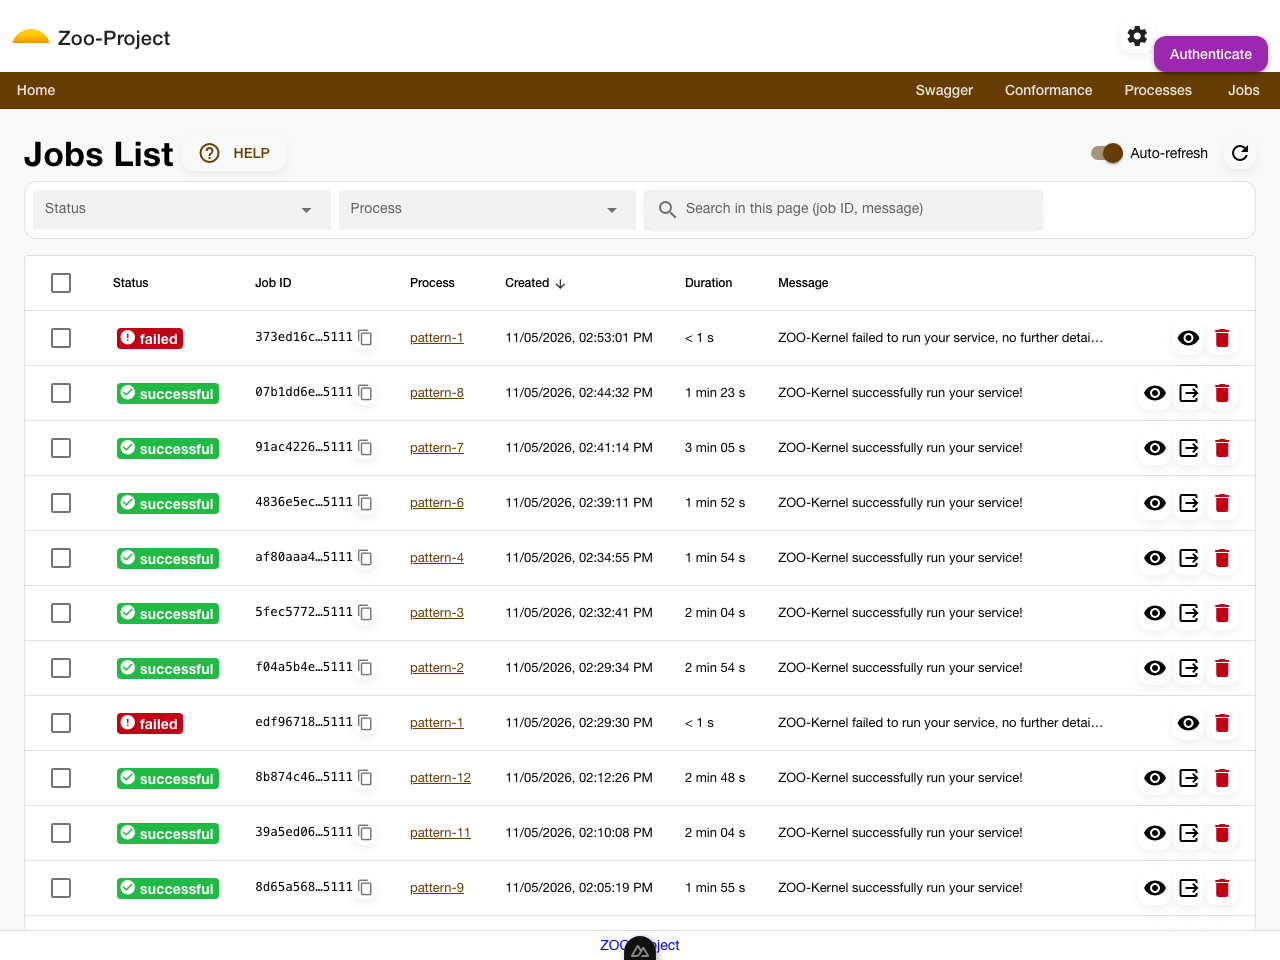 Zoo-Project
Authenticate
Home
Swagger
Conformance
Processes
Jobs
Jobs List
HELP
Auto-refresh
Status
Process
Search in this page (job ID, message)
Status Job ID Process Created Duration Message
failed 373ed16c…5111 pattern-1 11/05/2026, 02:53:01 PM < 1 s ZOO-Kernel failed to run your service, no further detai…
successful 07b1dd6e…5111 pattern-8 11/05/2026, 02:44:32 PM 1 min 23 s ZOO-Kernel successfully run your service!
successful 91ac4226…5111 pattern-7 11/05/2026, 02:41:14 PM 3 min 05 s ZOO-Kernel successfully run your service!
successful 4836e5ec…5111 pattern-6 11/05/2026, 02:39:11 PM 1 min 52 s ZOO-Kernel successfully run your service!
successful af80aaa4…5111 pattern-4 11/05/2026, 02:34:55 PM 1 min 54 s ZOO-Kernel successfully run your service!
successful 5fec5772…5111 pattern-3 11/05/2026, 02:32:41 PM 2 min 04 s ZOO-Kernel successfully run your service!
successful f04a5b4e…5111 pattern-2 11/05/2026, 02:29:34 PM 2 min 54 s ZOO-Kernel successfully run your service!
failed edf96718…5111 pattern-1 11/05/2026, 02:29:30 PM < 1 s ZOO-Kernel failed to run your service, no further detai…
successful 8b874c46…5111 pattern-12 11/05/2026, 02:12:26 PM 2 min 48 s ZOO-Kernel successfully run your service!
successful 39a5ed06…5111 pattern-11 11/05/2026, 02:10:08 PM 2 min 04 s ZOO-Kernel successfully run your service!
successful 8d65a568…5111 pattern-9 11/05/2026, 02:05:19 PM 1 min 55 s ZOO-Kernel successfully run your service!